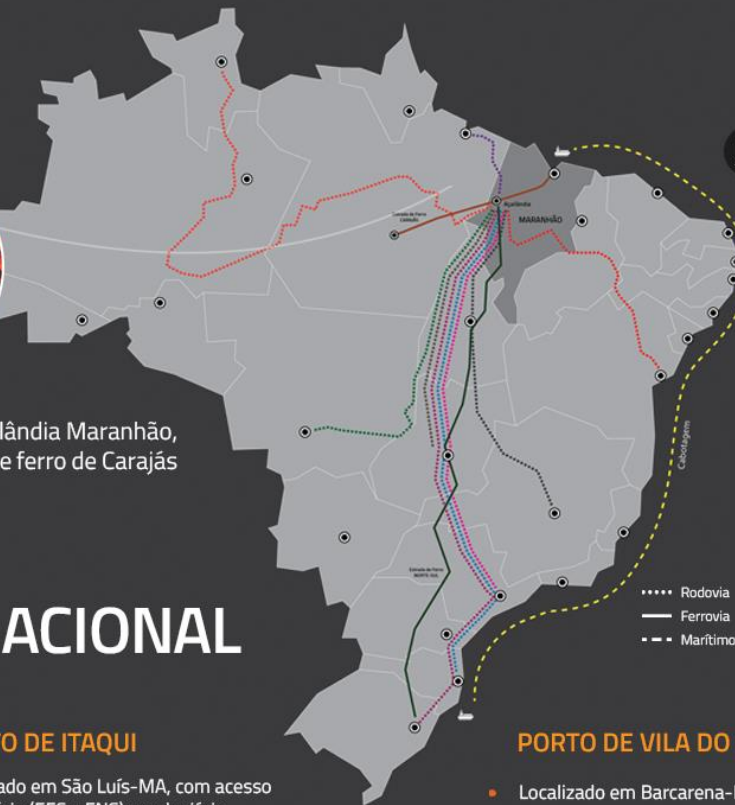 Açailândia
MARANHÃO
Estrada de Ferro
CARAJÁS
lândia Maranhão,
e ferro de Carajás
Cabotagem
Estrada de Ferro
NORTE SUL
Rodovia
Ferrovia
Marítimo
ACIONAL
O DE ITAQUI
PORTO DE VILA DO
ado em São Luís-MA, com acesso
• Localizado em Barcarena-